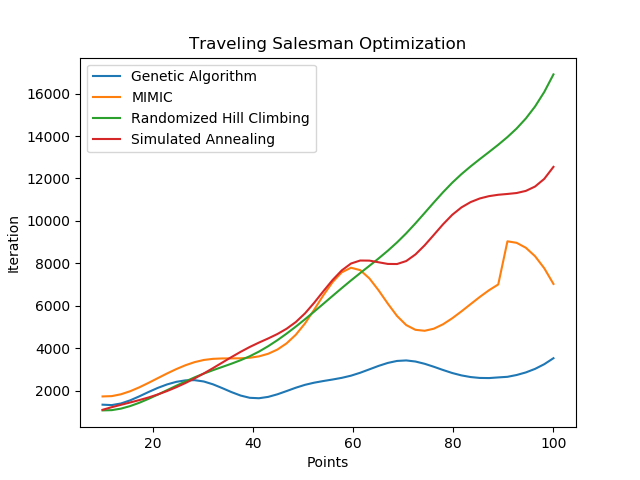 Traveling Salesman Optimization
Genetic Algorithm
MIMIC
Randomized Hill Climbing
Simulated Annealing
16000
14000
12000
10000
8000
6000
4000
2000
Iteration
20 40 60 80 100
Points